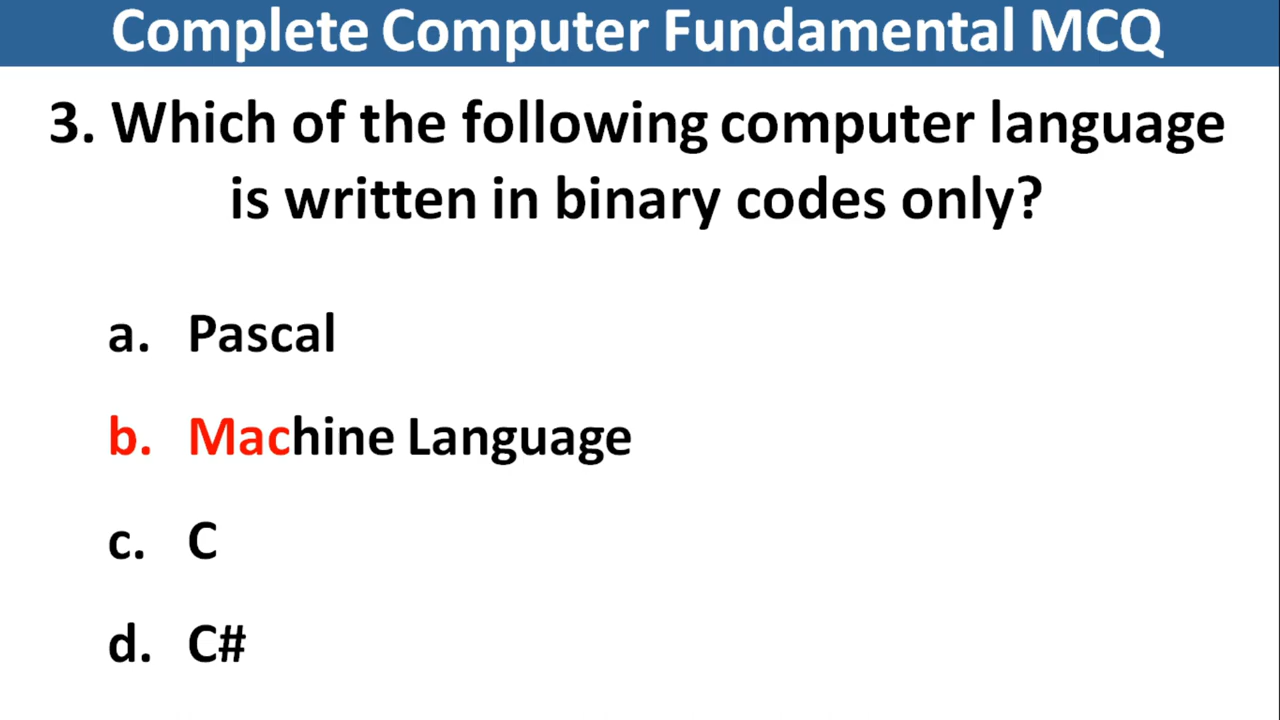 Complete Computer Fundamental MCQ
3. Which of the following computer language
is written in binary codes only?
a. Pascal
b. Machine Language
c. C
d. C#